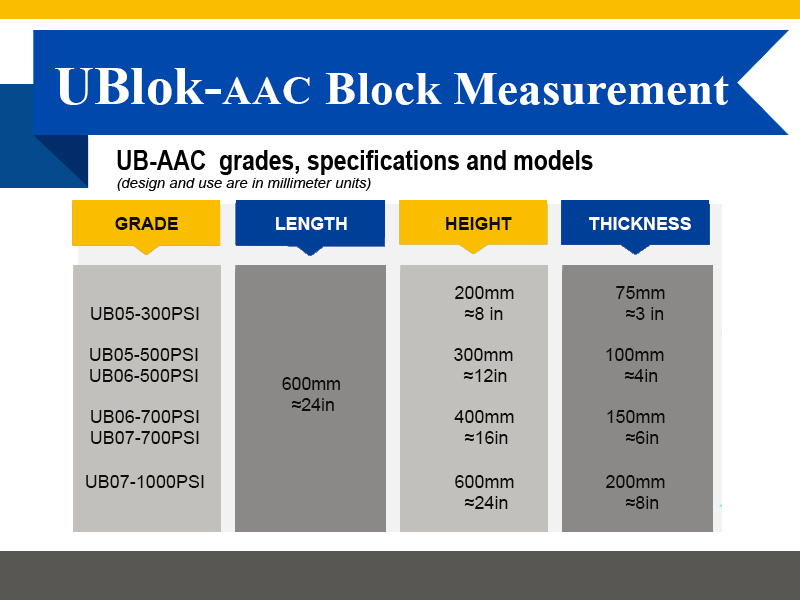 UBlok-AAC Block Measurement
UB-AAC grades, specifications and models
(design and use are in millimeter units)
GRADE
LENGTH
HEIGHT
THICKNESS
UB05-300PSI
UB05-500PSI
UB06-500PSI
UB06-700PSI
UB07-700PSI
UB07-1000PSI
600mm
≈24in
200mm
≈8 in
300mm
≈12in
400mm
≈16in
600mm
≈24in
75mm
≈3 in
100mm
≈4in
150mm
≈6in
200mm
≈8in